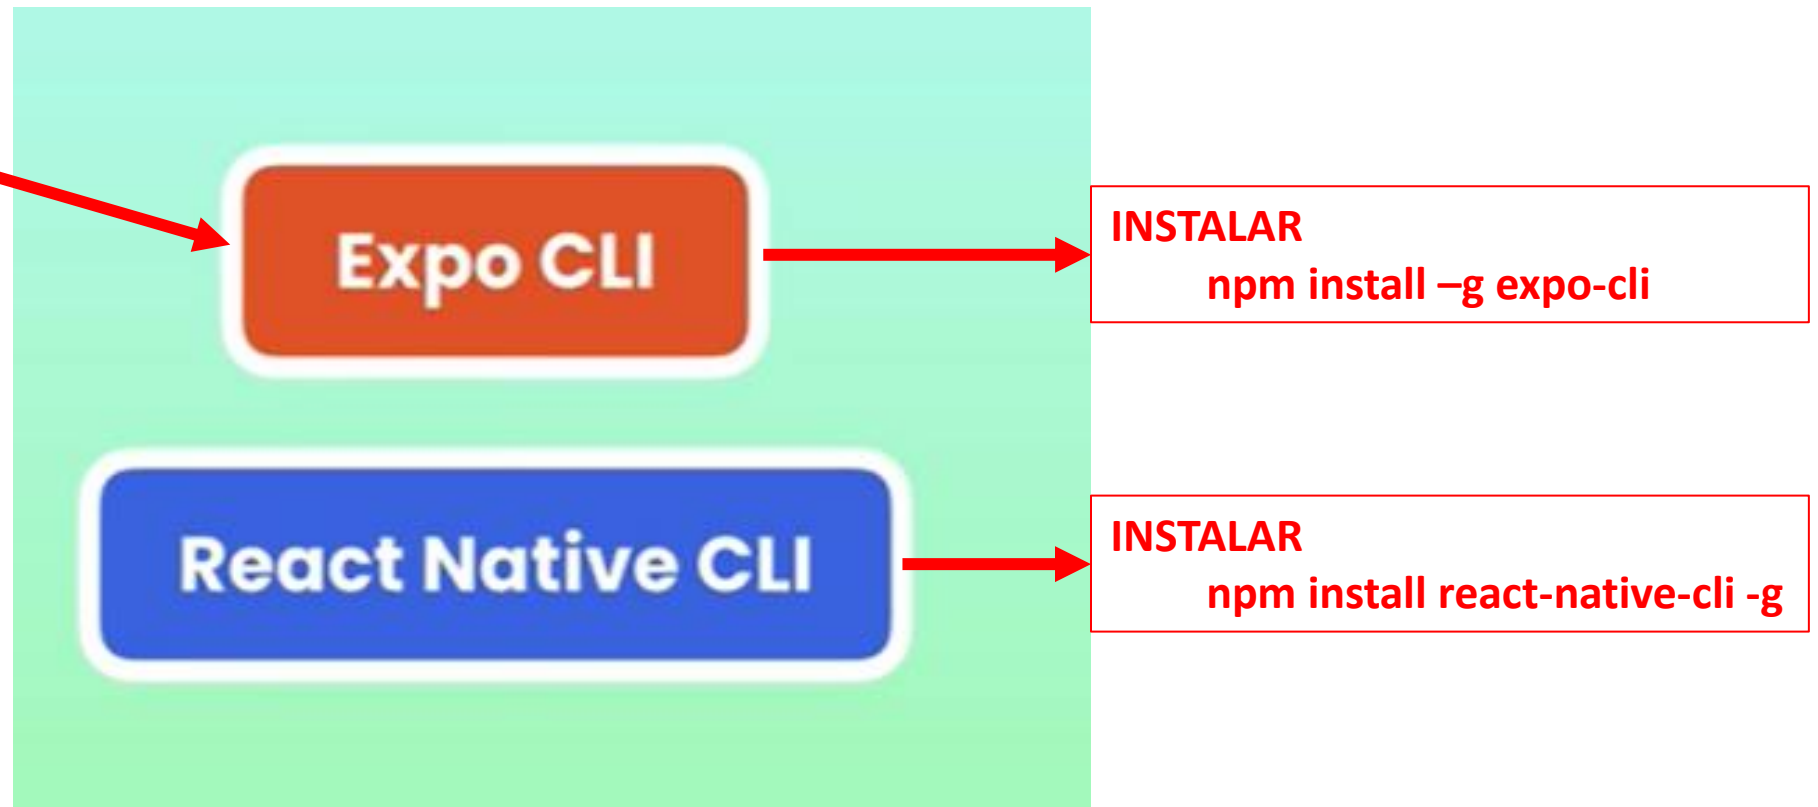 Expo CLI
INSTALAR
npm install –g expo-cli
React Native CLI
INSTALAR
npm install react-native-cli -g